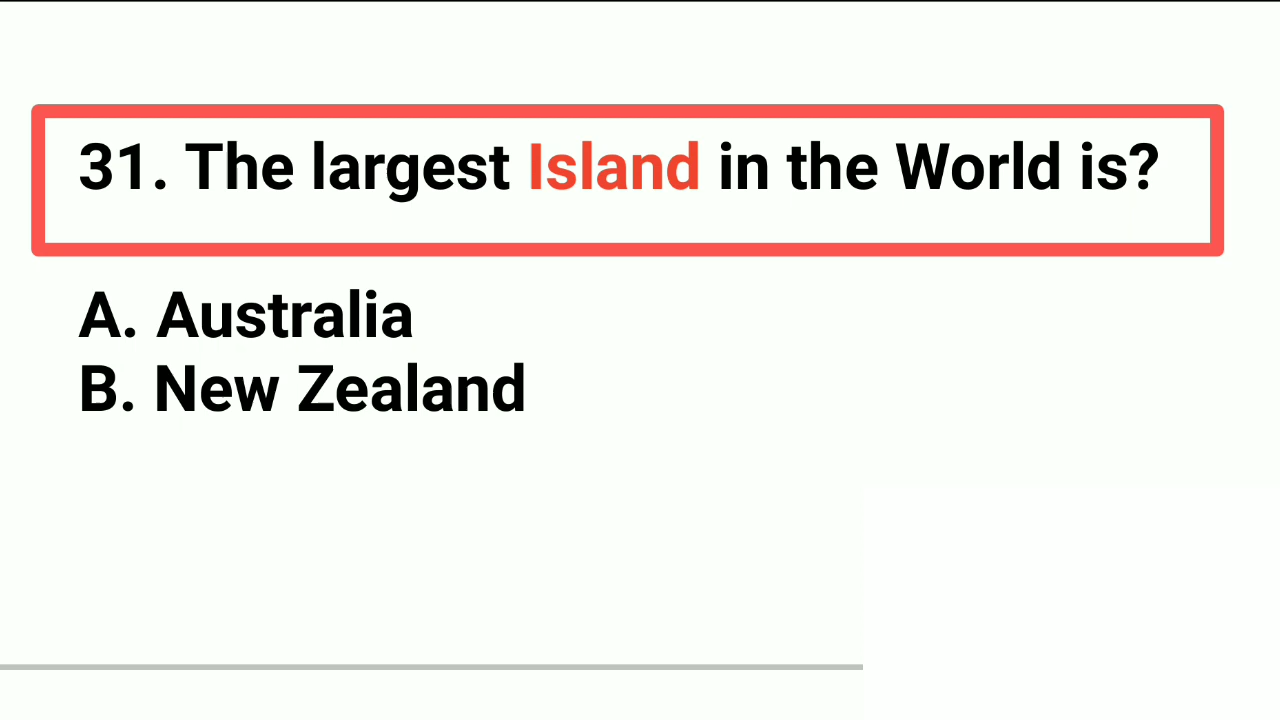 31. The largest Island in the World is?
A. Australia
B. New Zealand